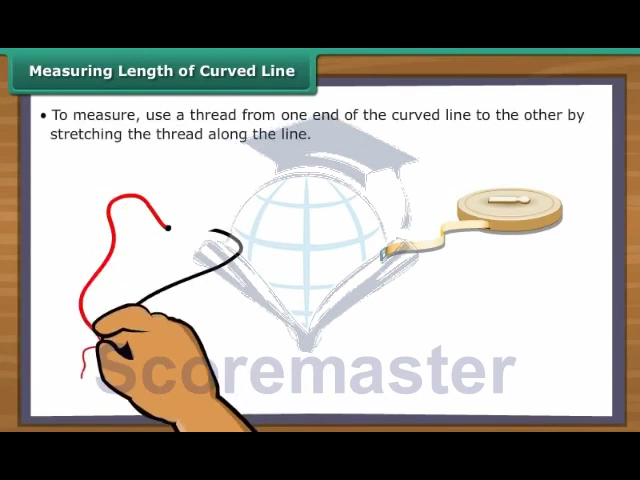 Measuring Length of Curved Line
• To measure, use a thread from one end of the curved line to the other by
stretching the thread along the line.
Scoremaster